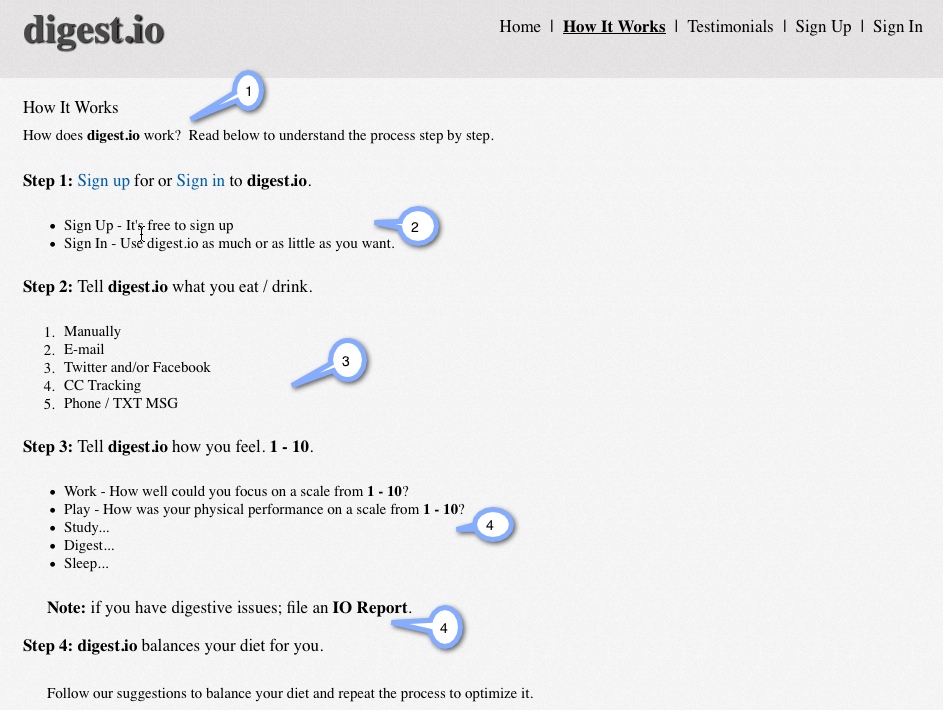 digest.io
Home | How It Works | Testimonials | Sign Up | Sign In
1
How It Works
How does digest.io work? Read below to understand the process step by step.
Step 1: Sign up for or Sign in to digest.io.
• Sign Up - It's free to sign up
2
• Sign In - Use digest.io as much or as little as you want.
Step 2: Tell digest.io what you eat / drink.
1. Manually
2. E-mail
3. Twitter and/or Facebook
3
4. CC Tracking
5. Phone / TXT MSG
Step 3: Tell digest.io how you feel. 1 - 10.
• Work - How well could you focus on a scale from 1 - 10?
• Play - How was your physical performance on a scale from 1 - 10?
• Study...
4
• Digest...
• Sleep...
Note: if you have digestive issues; file an IO Report.
4
Step 4: digest.io balances your diet for you.
Follow our suggestions to balance your diet and repeat the process to optimize it.